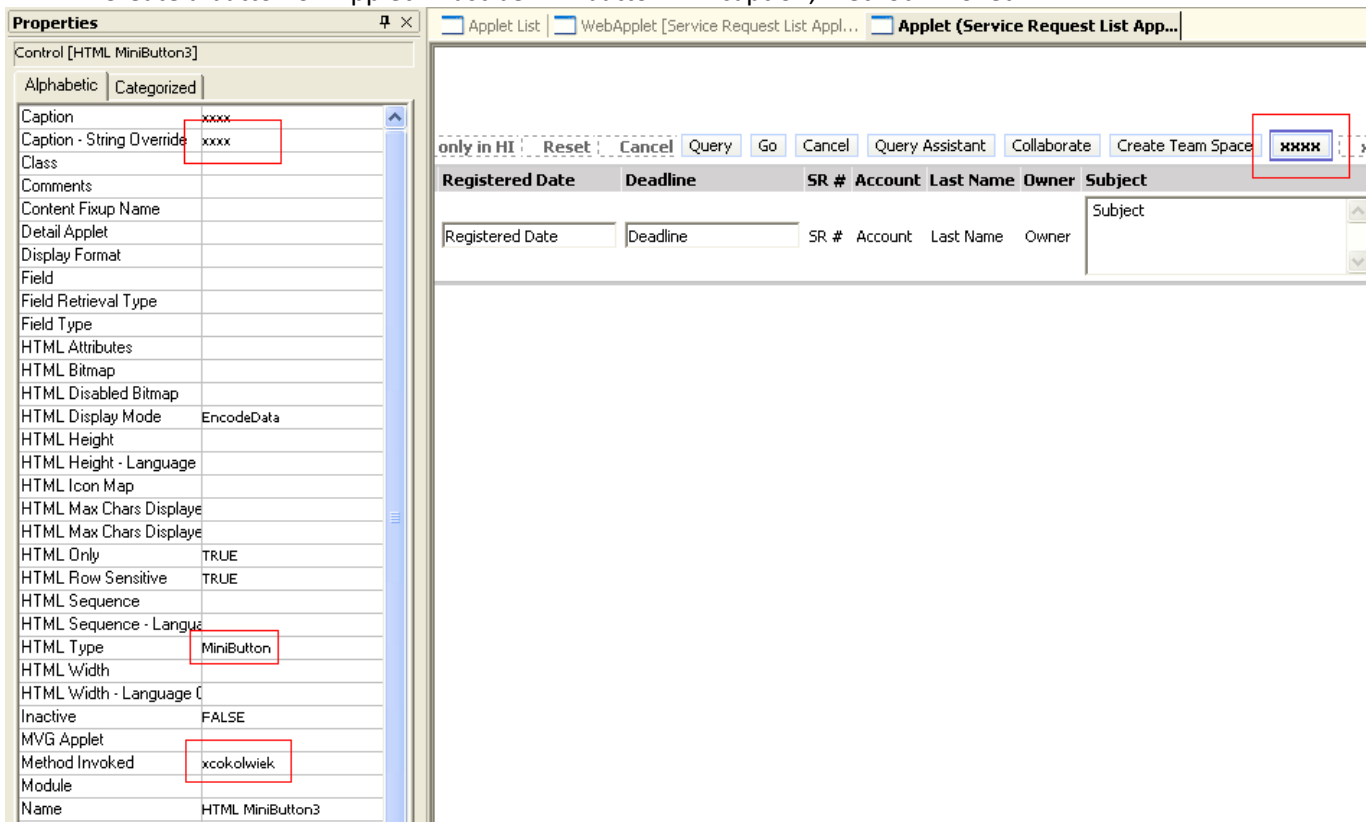 Properties
Control [HTML MiniButton3]
Alphabetic Categorized
Caption xxxx
Caption - String Override xxxx
Class
Comments
Content Fixup Name
Detail Applet
Display Format
Field
Field Retrieval Type
Field Type
HTML Attributes
HTML Bitmap
HTML Disabled Bitmap
HTML Display Mode EncodeData
HTML Height
HTML Height - Language
HTML Icon Map
HTML Max Chars Displaye
HTML Max Chars Displaye
HTML Only TRUE
HTML Row Sensitive TRUE
HTML Sequence
HTML Sequence - Langua
HTML Type MiniButton
HTML Width
HTML Width - Language
Inactive FALSE
MVG Applet
Method Invoked xcokolwiek
Module
Name HTML MiniButton3
Applet List WebApplet [Service Request List Appl... Applet (Service Request List App...
only in HI Reset Cancel Query Go Cancel Query Assistant Collaborate Create Team Space xxxx
Registered Date Deadline SR # Account Last Name Owner Subject
Subject
Registered Date Deadline SR # Account Last Name Owner